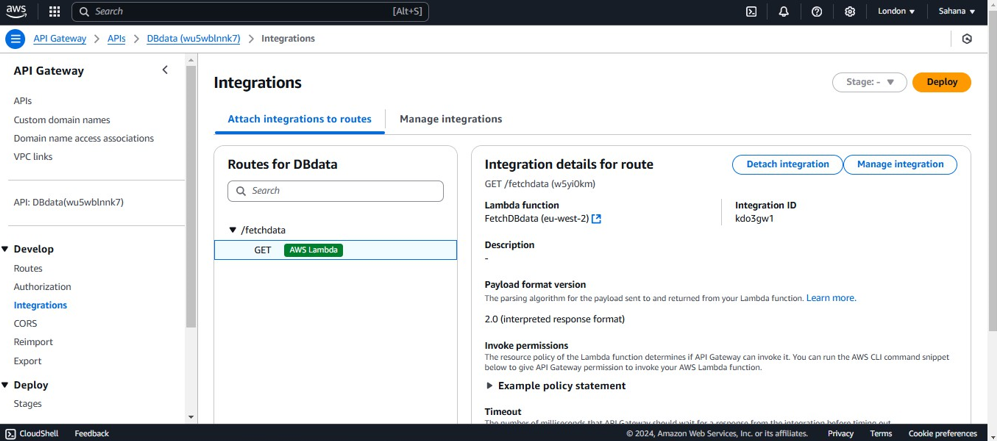 aws
Search
[Alt+S]
London
Sahana
API Gateway
APIs
DBdata (wu5wblnnk7)
Integrations
API Gateway
APIs
Custom domain names
Domain name access associations
VPC links
API: DBdata(wu5wblnnk7)
Develop
Routes
Authorization
Integrations
CORS
Reimport
Export
Deploy
Stages
Integrations
Stage: -
Deploy
Attach integrations to routes
Manage integrations
Routes for DBdata
Search
/fetchdata
GET AWS Lambda
Integration details for route
Detach integration
Manage integration
GET /fetchdata (w5yi0km)
Lambda function
FetchDBdata (eu-west-2)
Integration ID
kdo3gw1
Description
-
Payload format version
The parsing algorithm for the payload sent to and returned from your Lambda function. Learn more.
2.0 (interpreted response format)
Invoke permissions
The resource policy of the Lambda function determines if API Gateway can invoke it. You can run the AWS CLI command snippet
below to give API Gateway permission to invoke your AWS Lambda function.
Example policy statement
Timeout
The number of milliseconds that API Gateway should wait for a response from the integration before timing out.
CloudShell
Feedback
© 2024, Amazon Web Services, Inc. or its affiliates.
Privacy
Terms
Cookie preferences